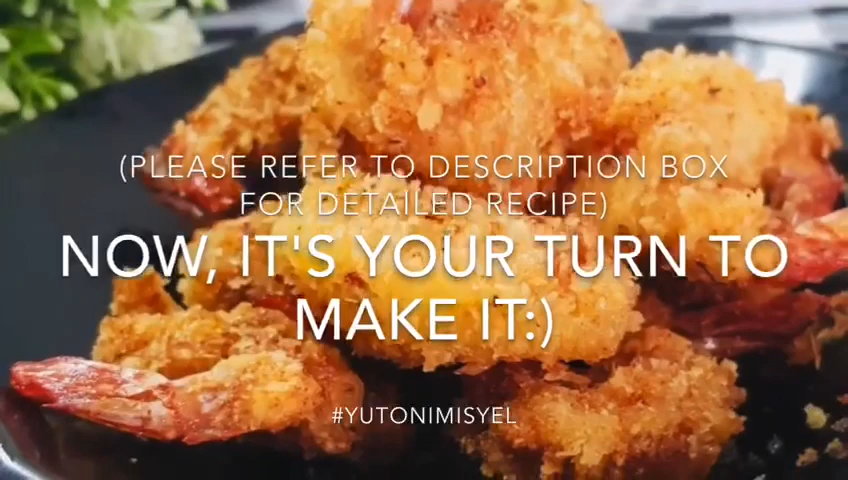 (PLEASE REFER TO DESCRIPTION BOX
FOR DETAILED RECIPE)
NOW, IT'S YOUR TURN TO
MAKE IT:)
#YUTONIMISYEL